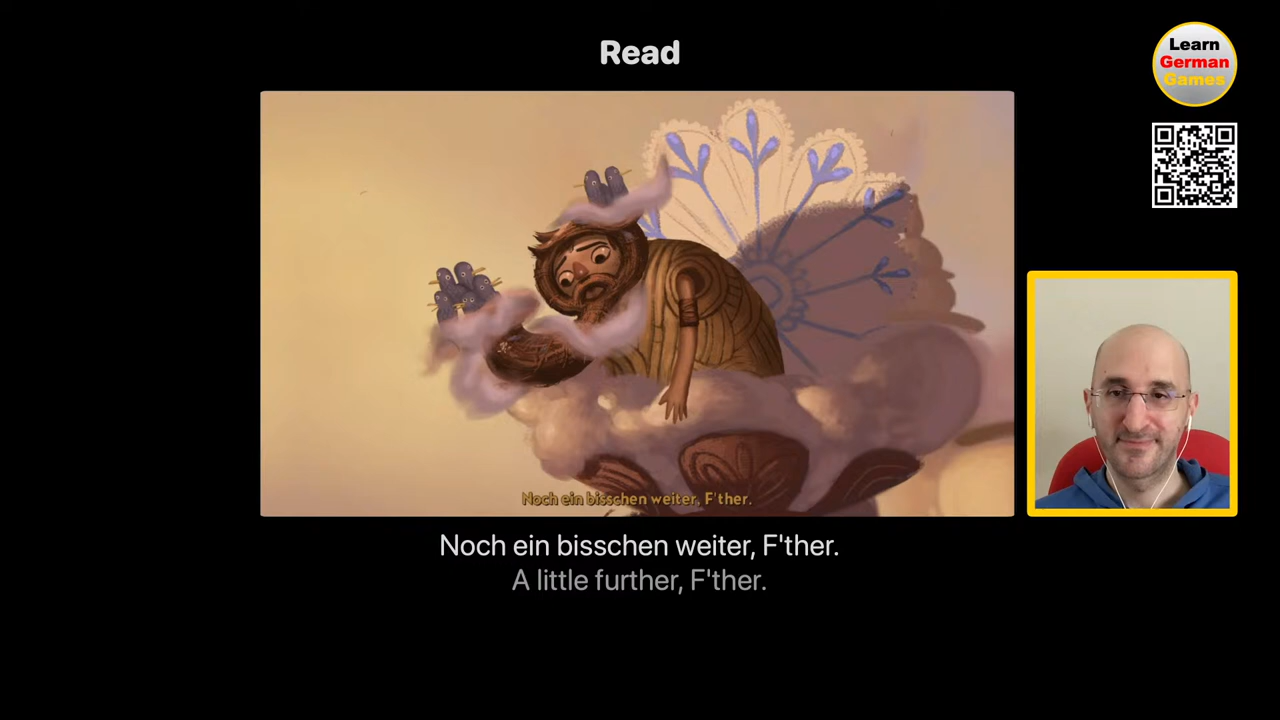 Read
Learn
German
Games
Noch ein bisschen weiter, F'ther.
Noch ein bisschen weiter, F'ther.
A little further, F'ther.